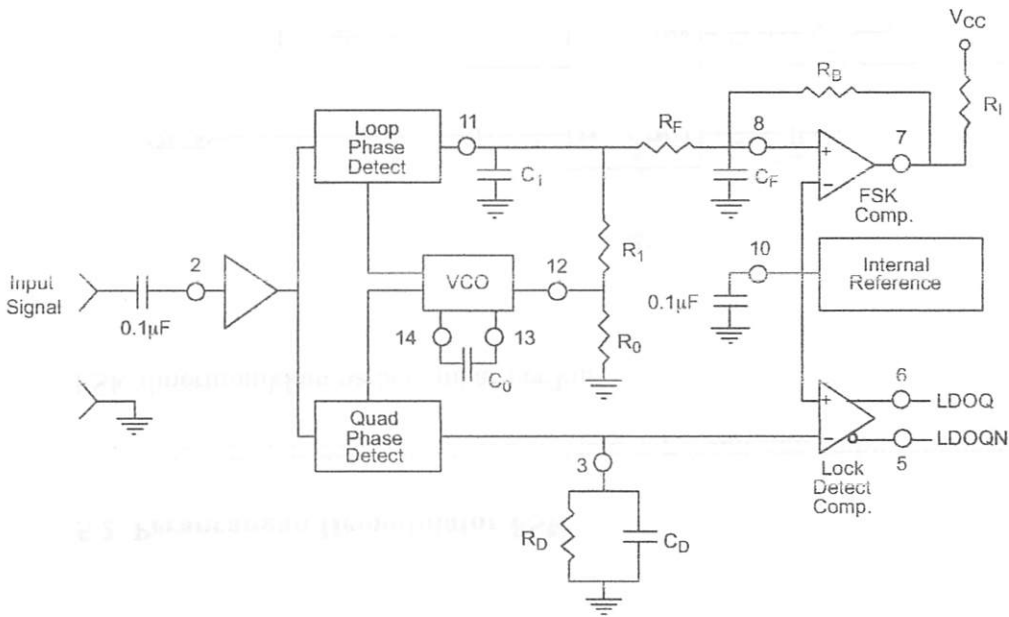 VCC
RB
RI
Loop
Phase
Detect
11
RF
8
7
C1
CF
+
−
FSK
Comp.
Input
Signal
2
0.1µF
VCO
12
R1
10
0.1µF
Internal
Reference
14
13
C0
R0
Quad
Phase
Detect
3
+
−
6
LDOQ
LDOQN
5
Lock
Detect
Comp.
RD
CD